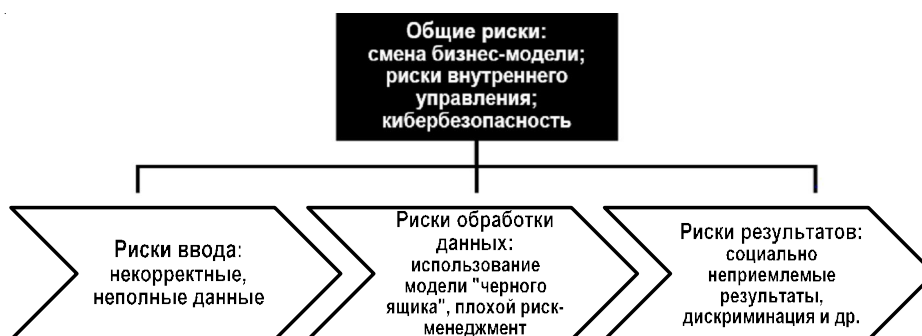 Общие риски:
смена бизнес-модели;
риски внутреннего
управления;
кибербезопасность
Риски ввода:
некорректные,
неполные данные
Риски обработки
данных:
использование
модели "черного
ящика", плохой риск-
менеджмент
Риски результатов:
социально
неприемлемые
результаты,
дискриминация и др.